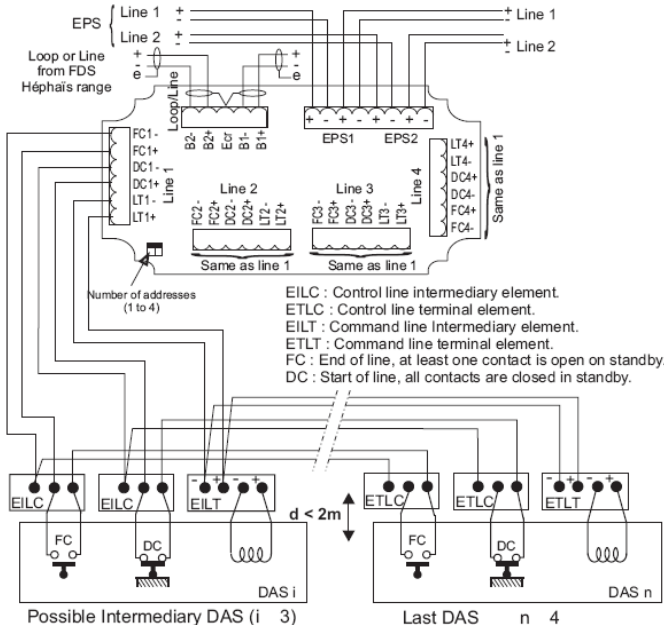 EPS
Line 1 + -
Line 2 + -
+ - Line 1
+ - Line 2
Loop or Line
from FDS
Héphaïs range
+
-
e
+
-
e
Loop/Line
B2-
B2+
Ecr
B1-
B1+
+ - + - + - + -
EPS1
EPS2
FC1-
FC1+
DC1-
DC1+
LT1-
LT1+
Line 1
Line 2
FC2-
FC2+
DC2-
DC2+
LT2-
LT2+
Same as line 1
Line 3
FC3-
FC3+
DC3-
DC3+
LT3-
LT3+
Same as line 1
Line 4
LT4+
LT4-
DC4+
DC4-
FC4+
FC4-
Same as line 1
Number of addresses
(1 to 4)
EILC : Control line intermediary element.
ETLC : Control line terminal element.
EILT : Command line Intermediary element.
ETLT : Command line terminal element.
FC : End of line, at least one contact is open on standby.
DC : Start of line, all contacts are closed in standby.
EILC
EILC
- + - +
EILT
d < 2m
ETLC
ETLC
- + - +
ETLT
FC
DC
DAS i
FC
DC
DAS n
Possible Intermediary DAS (i 3)
Last DAS n 4